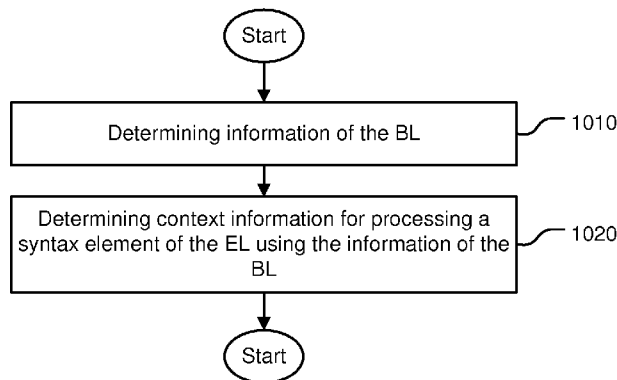 Start
Determining information of the BL
1010
Determining context information for processing a
syntax element of the EL using the information of the
BL
1020
Start